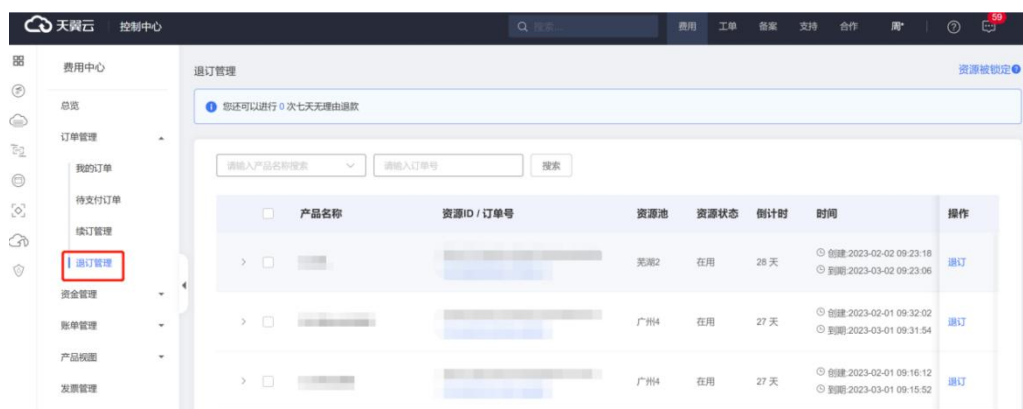 天翼云 控制中心 搜索... 费用 工单 备案 支持 合作 周* 59
费用中心
退订管理 资源被锁定
总览
您还可以进行 0 次七天无理由退款
订单管理
我的订单
请输入产品名称搜索 请输入订单号 搜索
待支付订单
产品名称 资源ID / 订单号 资源池 资源状态 倒计时 时间 操作
续订管理
退订管理
芜湖2 在用 28 天 创建:2023-02-02 09:23:18 退订
到期:2023-03-02 09:23:06
资金管理
账单管理
广州4 在用 27 天 创建:2023-02-01 09:32:02 退订
到期:2023-03-01 09:31:54
产品视图
发票管理
广州4 在用 27 天 创建:2023-02-01 09:16:12 退订
到期:2023-03-01 09:15:52